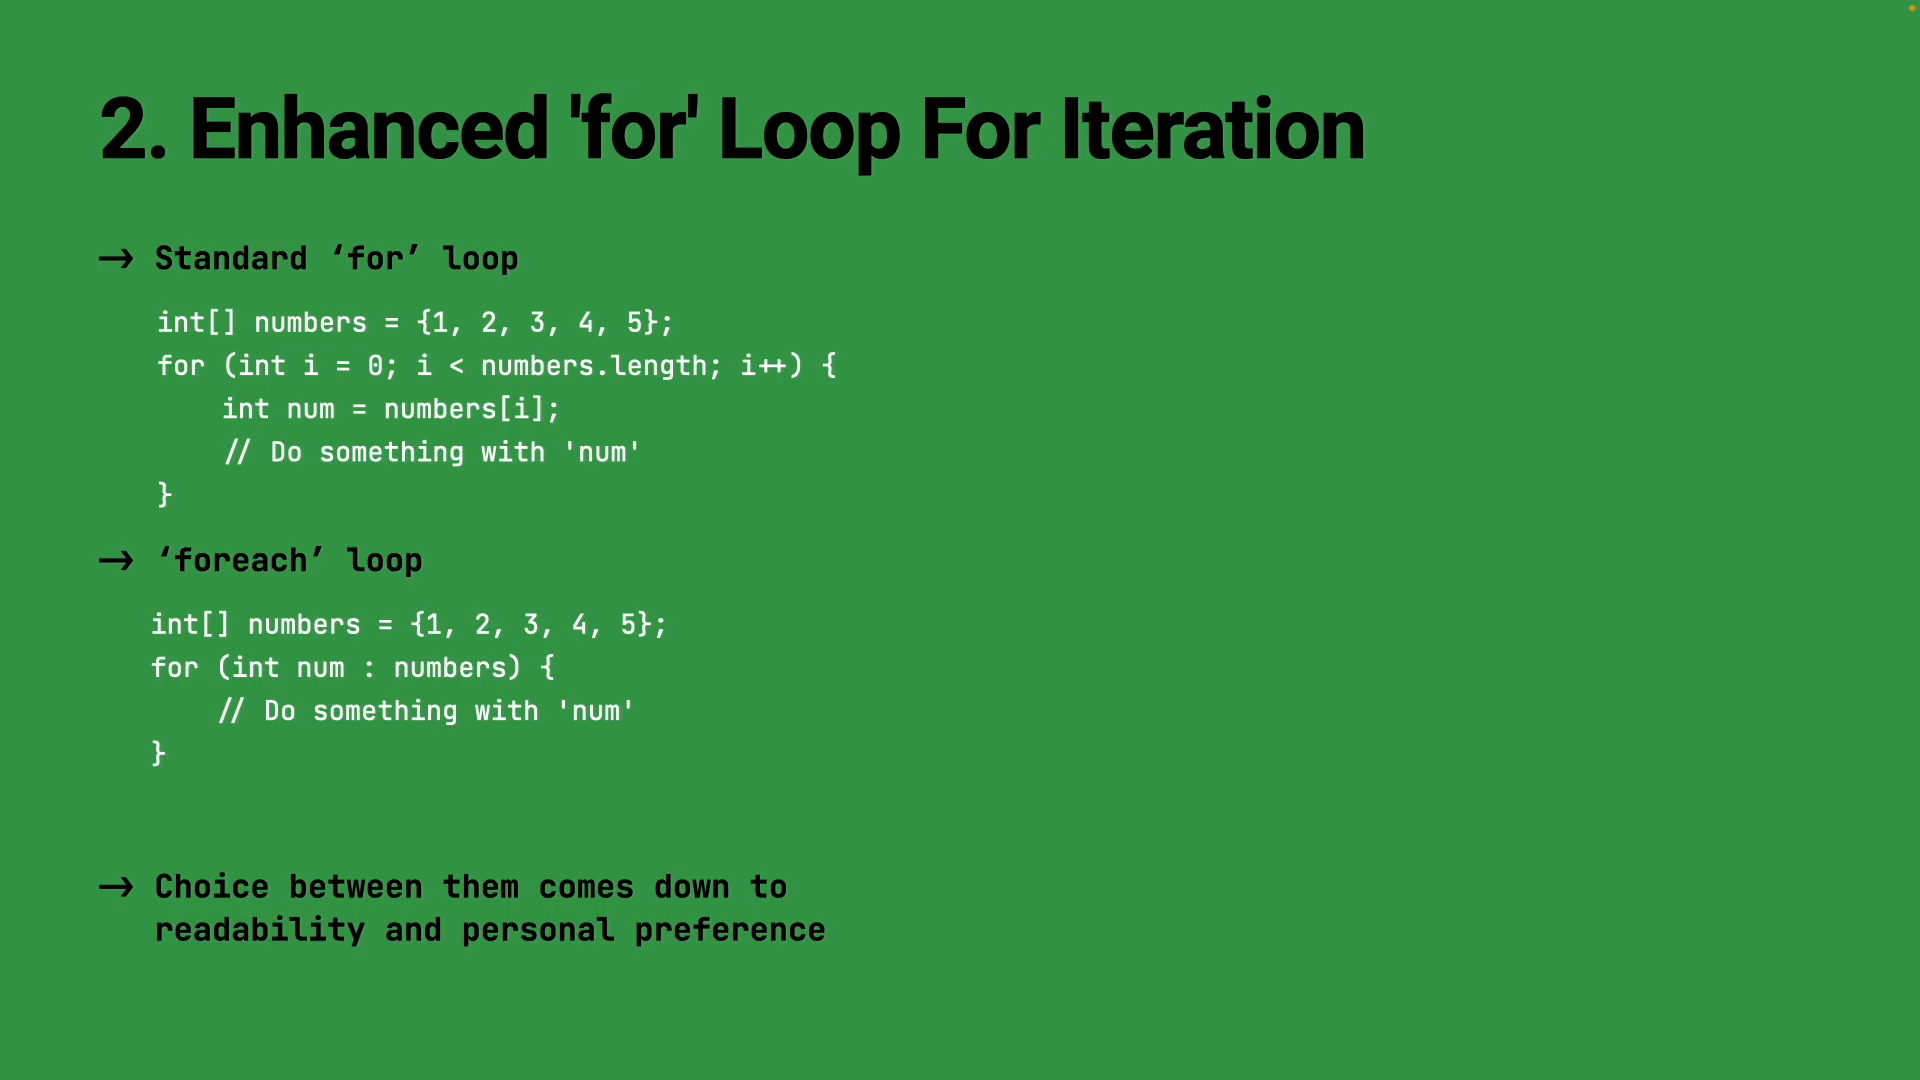 2. Enhanced 'for' Loop For Iteration
→ Standard ‘for’ loop
int[] numbers = {1, 2, 3, 4, 5};
for (int i = 0; i < numbers.length; i++) {
    int num = numbers[i];
    // Do something with 'num'
}
→ ‘foreach’ loop
int[] numbers = {1, 2, 3, 4, 5};
for (int num : numbers) {
    // Do something with 'num'
}
→ Choice between them comes down to
readability and personal preference